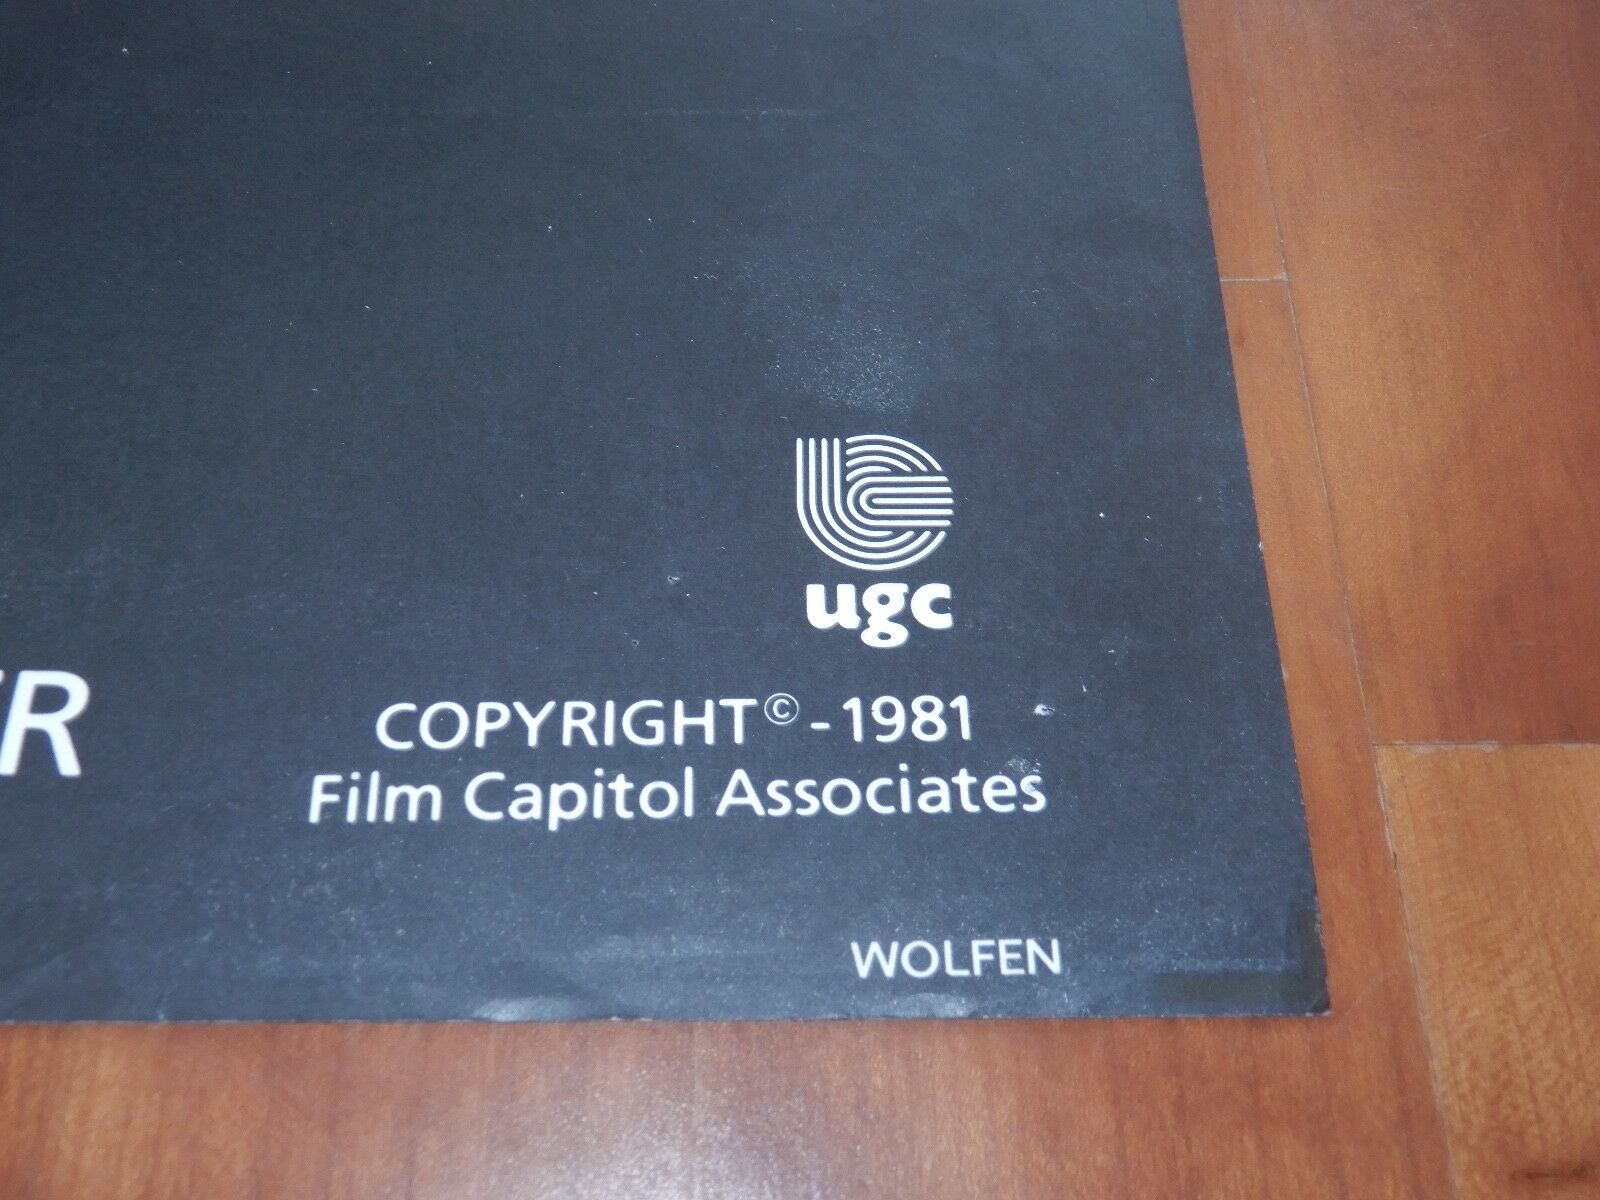 ugc
R
COPYRIGHT © - 1981
Film Capitol Associates
WOLFEN